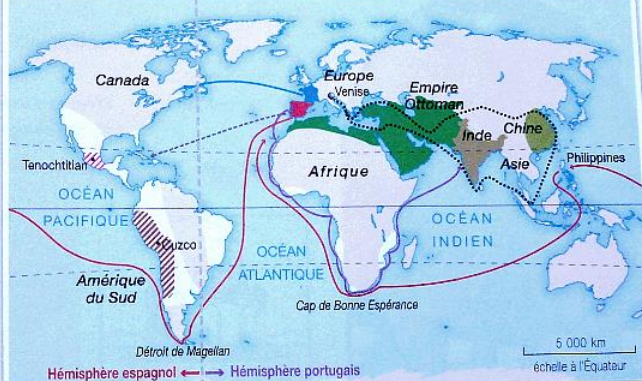 Canada
Europe
Venise
Empire
Ottoman
Inde
Chine
Asie
Philippines
Tenochtitlan
Afrique
OCÉAN
PACIFIQUE
Cuzco
OCÉAN
INDIEN
OCÉAN
ATLANTIQUE
Amérique
du Sud
Cap de Bonne Espérance
Détroit de Magellan
5 000 km
échelle à l'Équateur
Hémisphère espagnol
Hémisphère portugais